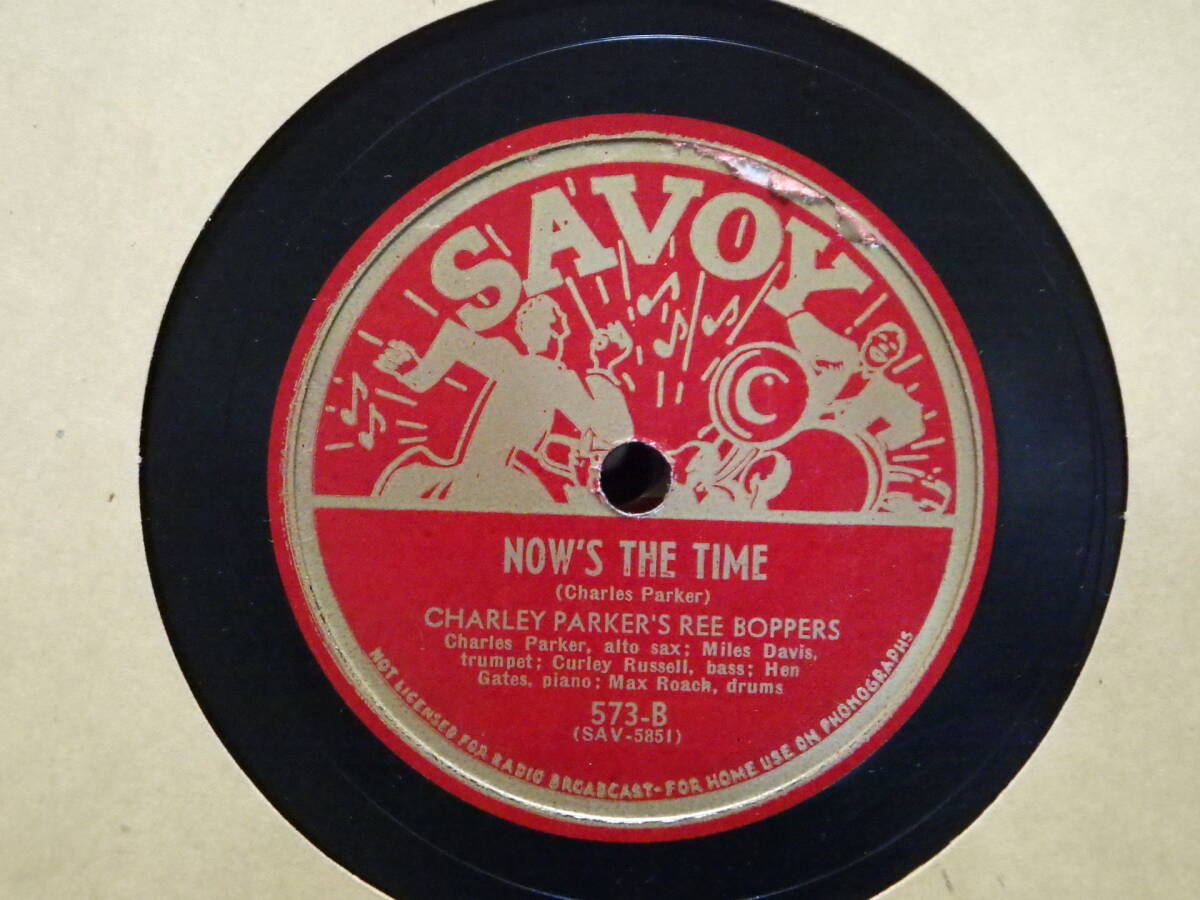 SAVOY
C
NOW'S THE TIME
(Charles Parker)
CHARLEY PARKER'S REE BOPPERS
Charles Parker, alto sax; Miles Davis,
trumpet; Curley Russell, bass; Hen
Gates, piano; Max Roach, drums
573-B
(SAV-5851)
NOT LICENSED FOR RADIO BROADCAST-FOR HOME USE ON PHONOGRAPHS